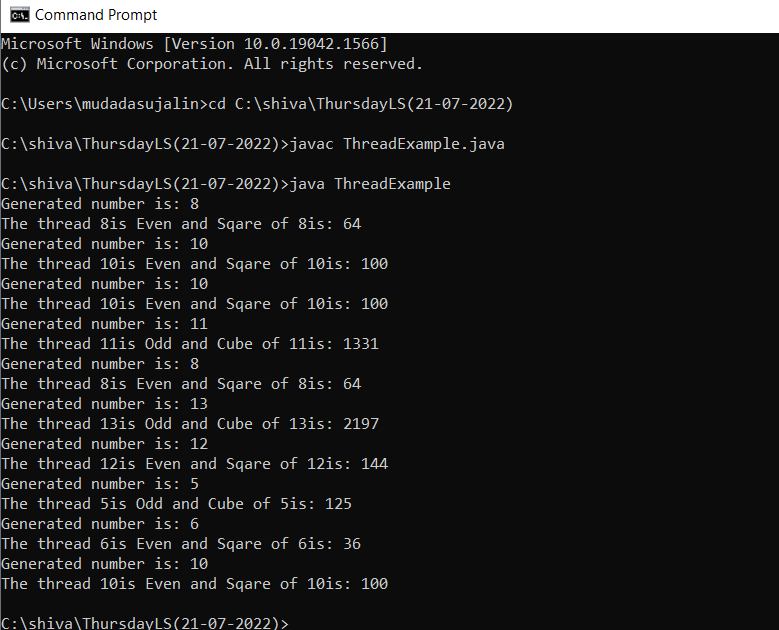 Command Prompt
Microsoft Windows [Version 10.0.19042.1566]
(c) Microsoft Corporation. All rights reserved.
C:\Users\mudadasujalin>cd C:\shiva\ThursdayLS(21-07-2022)
C:\shiva\ThursdayLS(21-07-2022)>javac ThreadExample.java
C:\shiva\ThursdayLS(21-07-2022)>java ThreadExample
Generated number is: 8
The thread 8is Even and Sqare of 8is: 64
Generated number is: 10
The thread 10is Even and Sqare of 10is: 100
Generated number is: 10
The thread 10is Even and Sqare of 10is: 100
Generated number is: 11
The thread 11is Odd and Cube of 11is: 1331
Generated number is: 8
The thread 8is Even and Sqare of 8is: 64
Generated number is: 13
The thread 13is Odd and Cube of 13is: 2197
Generated number is: 12
The thread 12is Even and Sqare of 12is: 144
Generated number is: 5
The thread 5is Odd and Cube of 5is: 125
Generated number is: 6
The thread 6is Even and Sqare of 6is: 36
Generated number is: 10
The thread 10is Even and Sqare of 10is: 100
C:\shiva\ThursdayLS(21-07-2022)>